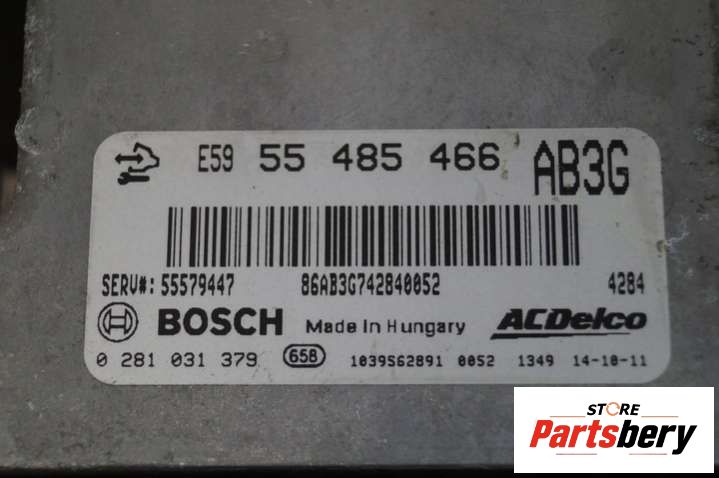 E59 55 485 466 AB3G
SERV#: 55579447 86AB3G742840052 4284
BOSCH Made in Hungary ACDelco
0 281 031 379 658 1039S62891 0052 1349 14-10-11
STORE
Partsbery